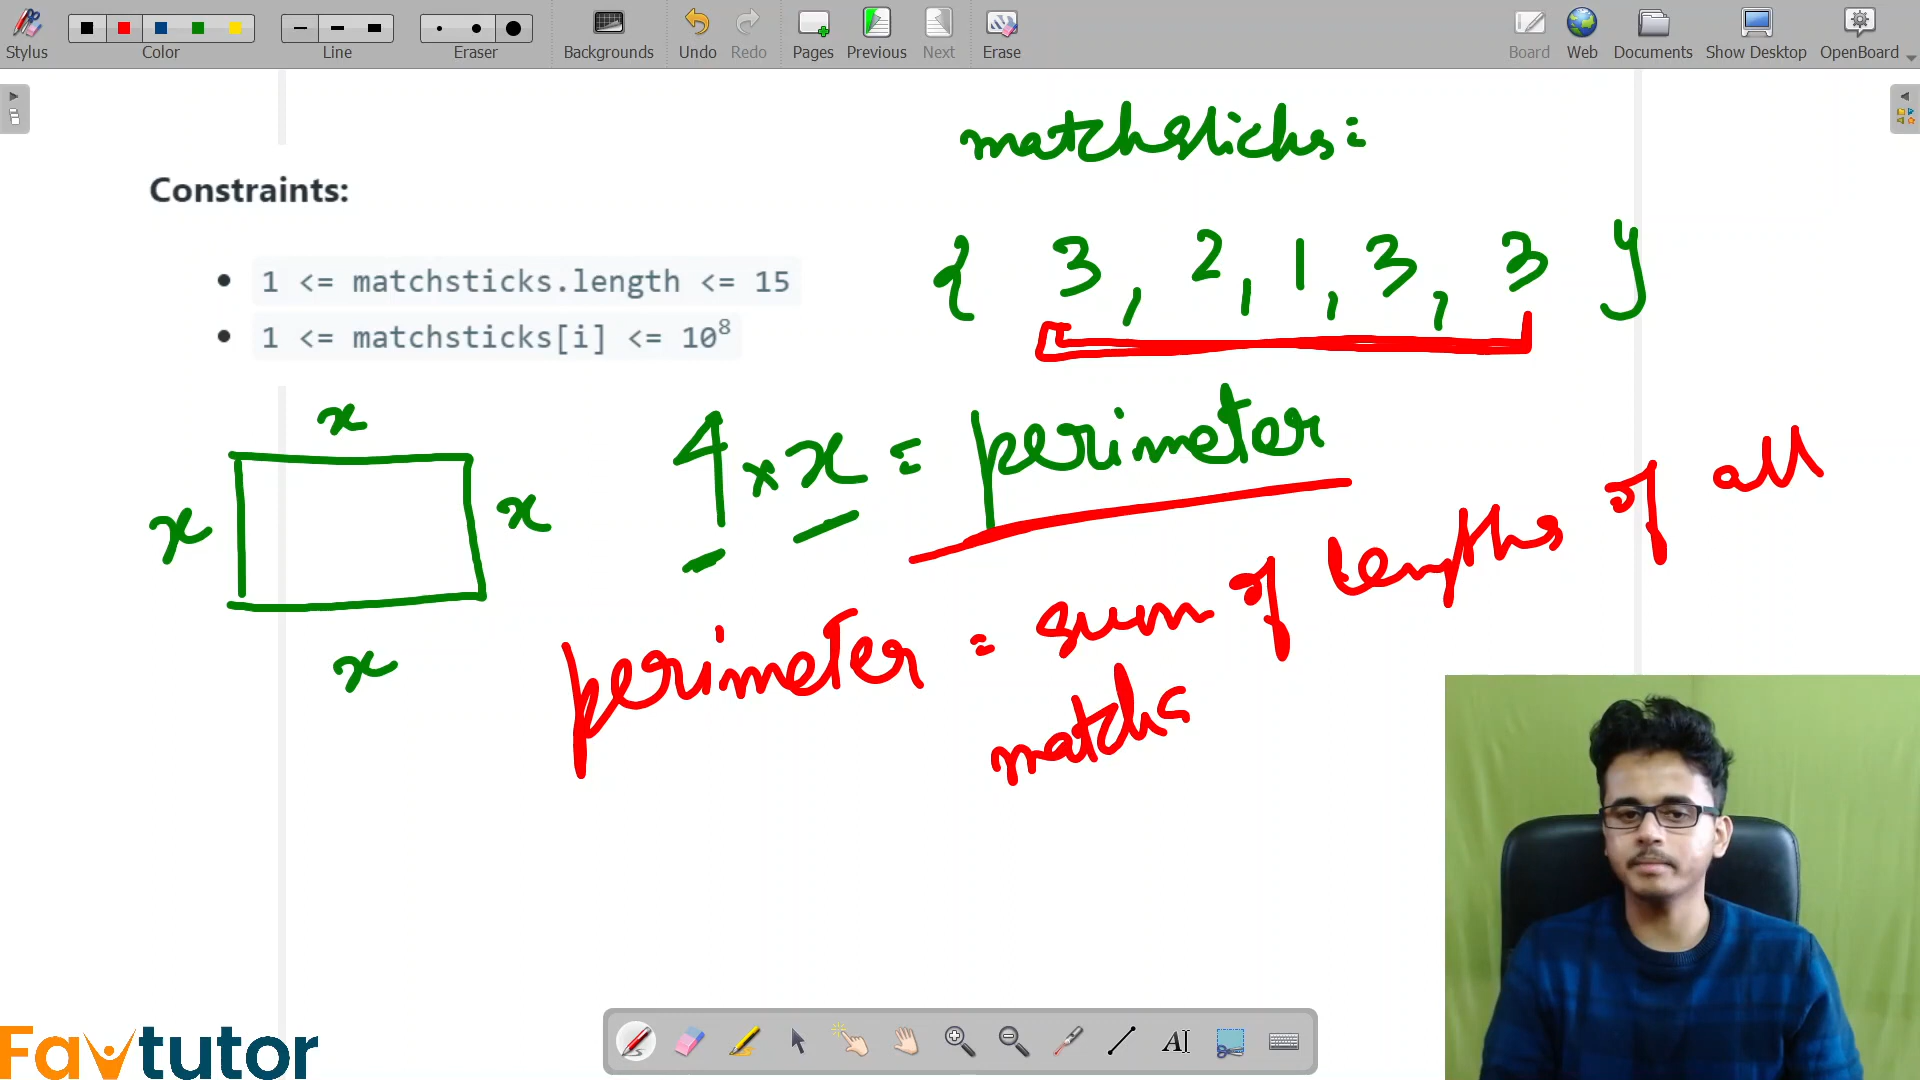 Stylus
Color
Line
Eraser
Backgrounds
Undo
Redo
Pages
Previous
Next
Erase
Board
Web
Documents
Show Desktop
OpenBoard
matchsticks=
Constraints:
{ 3, 2, 1, 3, 3 }
• 1 <= matchsticks.length <= 15
• 1 <= matchsticks[i] <= 10⁸
x
x
x
x
4 × x = perimeter
perimeter = sum of lengths of all
matchs
AI
Favtutor